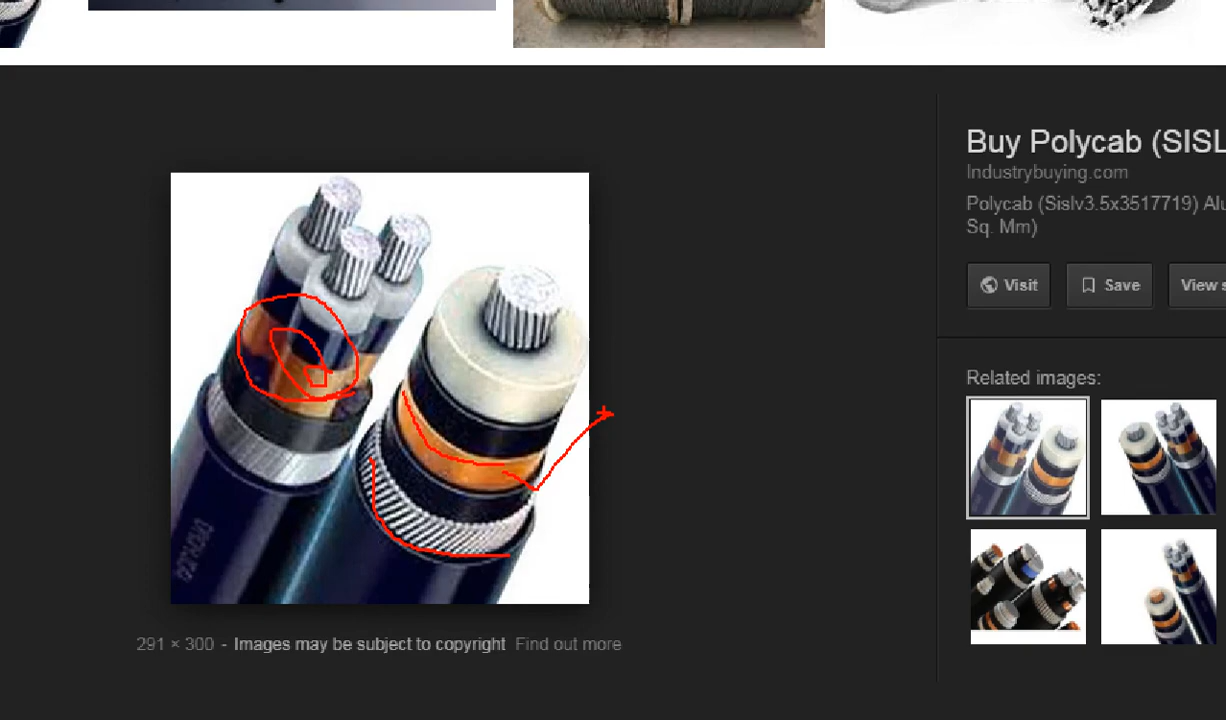 Buy Polycab (SISL
Industrybuying.com
Polycab (Sislv3.5x3517719) Alu
Sq. Mm)
Visit
Save
View s
Related images:
291 × 300 - Images may be subject to copyright Find out more